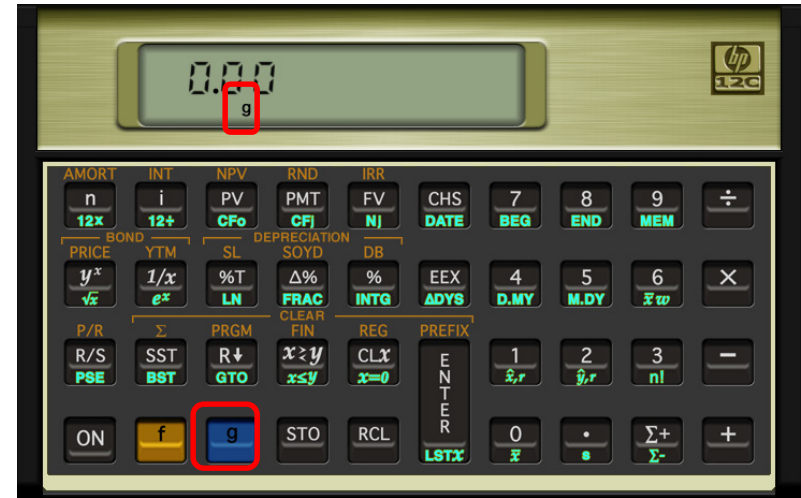 0.00
g
hp
12C
AMORT INT NPV RND IRR
n i PV PMT FV CHS 7 8 9 ÷
12x 12÷ CFo CFj Nj DATE BEG END MEM
BOND DEPRECIATION
PRICE YTM SL SOYD DB
yˣ 1/x %T Δ% % EEX 4 5 6 ×
√x eˣ LN FRAC INTG ΔDYS D.MY M.DY x̅w
CLEAR
P/R Σ PRGM FIN REG PREFIX
R/S SST R↓ x≷y CLx ENTER 1 2 3 −
PSE BST GTO x≤y x=0 x̂,r ŷ,r n!
ON f g STO RCL 0 . Σ+ +
LSTx x̅ s Σ-